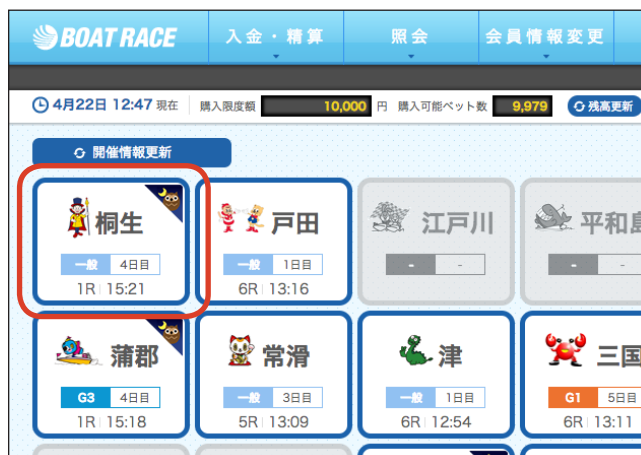 BOAT RACE 入金・精算 照会 会員情報変更
4月22日 12:47 現在 購入限度額 10,000 円 購入可能ベット数 9,979 残高更新
開催情報更新
桐生 戸田 江戸川 平和島
一般 4日目 一般 1日目 - - - -
1R 15:21 6R 13:16
蒲郡 常滑 津 三国
G3 4日目 一般 3日目 一般 1日目 G1 5日目
1R 15:18 5R 13:09 6R 12:54 6R 13:11